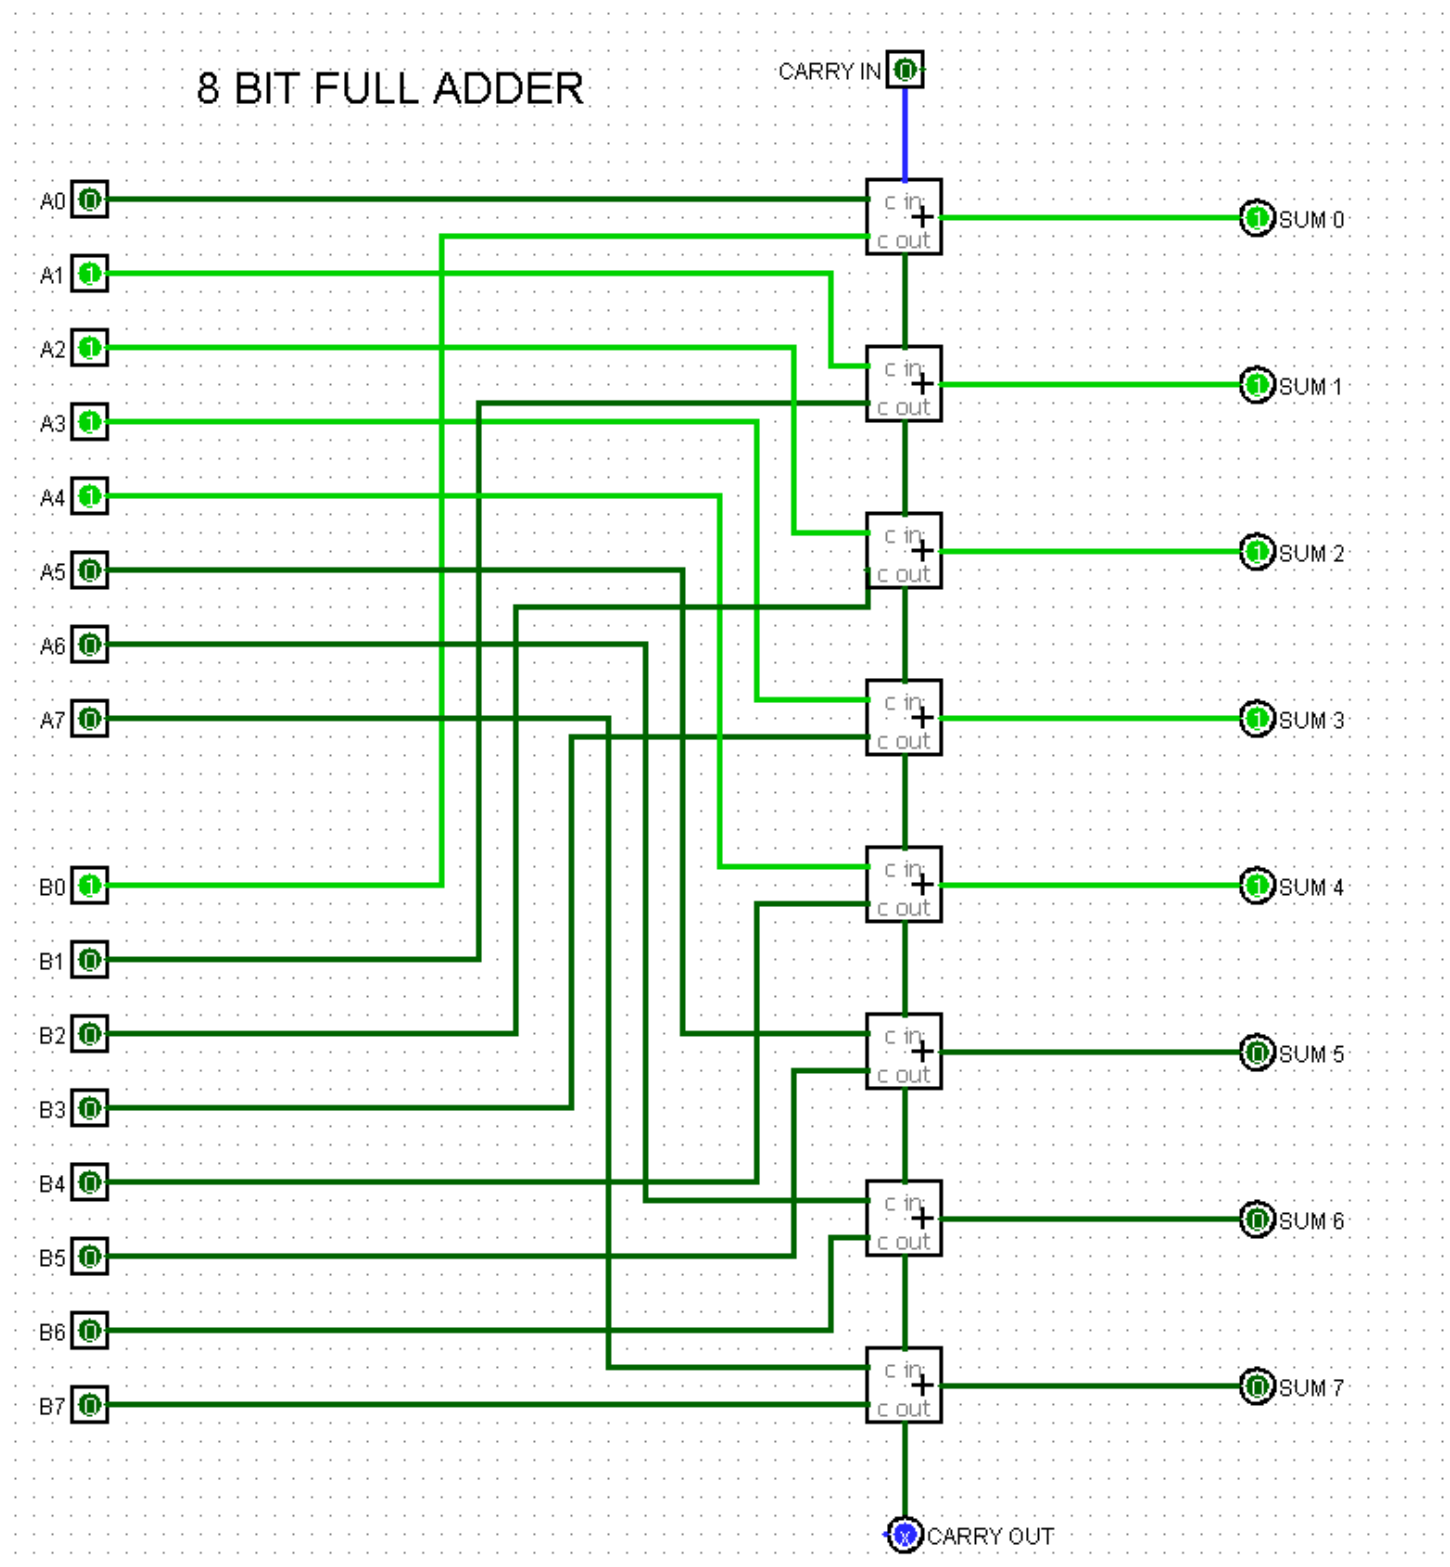 8 BIT FULL ADDER
CARRY IN 0
A0 0
c in
+
c out
1 SUM 0
A1 1
A2 1
c in
+
c out
1 SUM 1
A3 1
A4 1
c in
+
c out
1 SUM 2
A5 0
A6 0
A7 0
c in
+
c out
1 SUM 3
B0 1
c in
+
c out
1 SUM 4
B1 0
B2 0
c in
+
c out
0 SUM 5
B3 0
B4 0
c in
+
c out
0 SUM 6
B5 0
B6 0
B7 0
c in
+
c out
0 SUM 7
x CARRY OUT